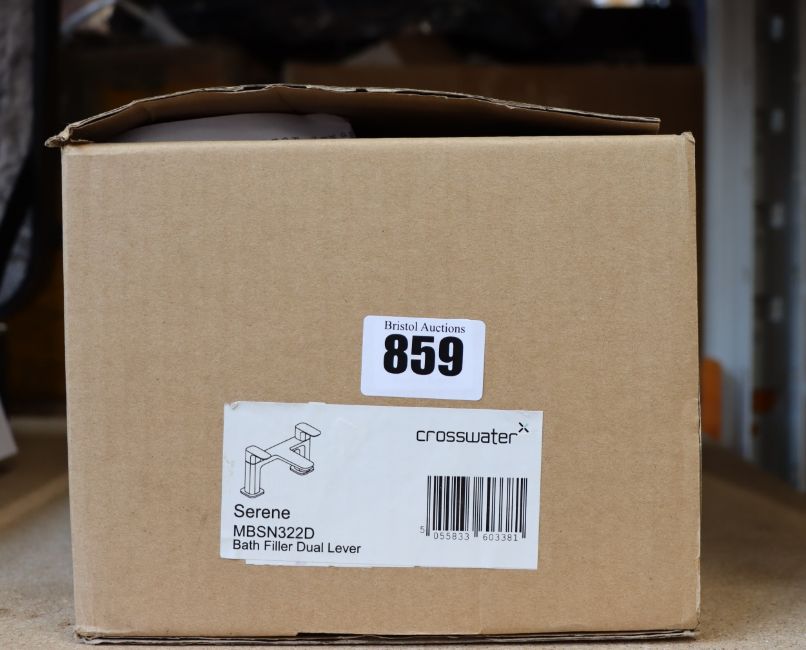 Bristol Auctions
859
crosswater
Serene
MBSN322D
Bath Filler Dual Lever
5 055833 603381